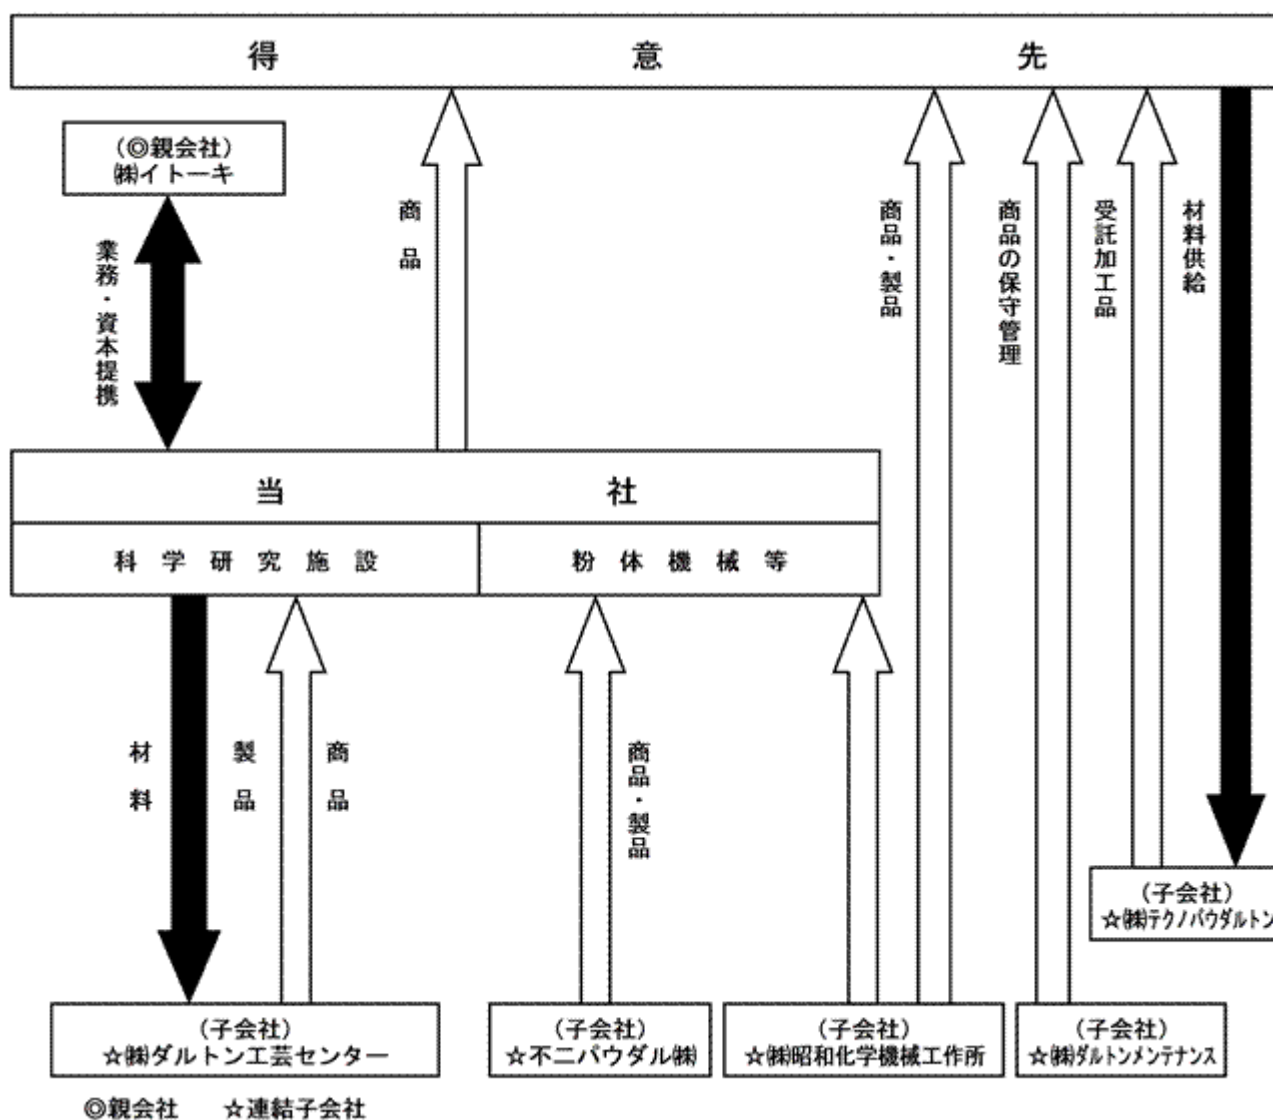 得意先
（◎親会社）
㈱イトーキ
業務・資本提携
商品
商品・製品
商品の保守管理
受託加工品
材料供給
当社
科学研究施設
粉体機械等
材料
製品
商品
商品・製品
（子会社）
☆㈱テクノパウダルトン
（子会社）
☆㈱ダルトン工芸センター
（子会社）
☆不二パウダル㈱
（子会社）
☆㈱昭和化学機械工作所
（子会社）
☆㈱ダルトンメンテナンス
◎親会社　☆連結子会社